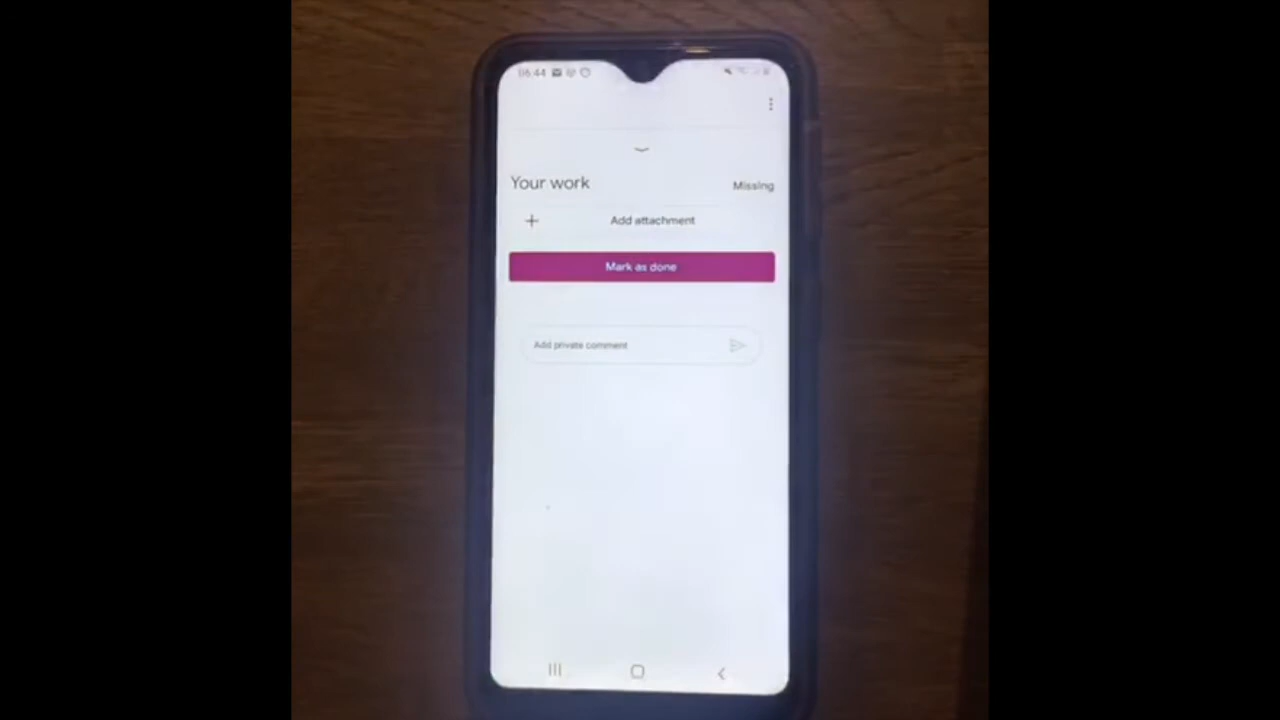 06:44
Your work
Missing
Add attachment
Mark as done
Add private comment